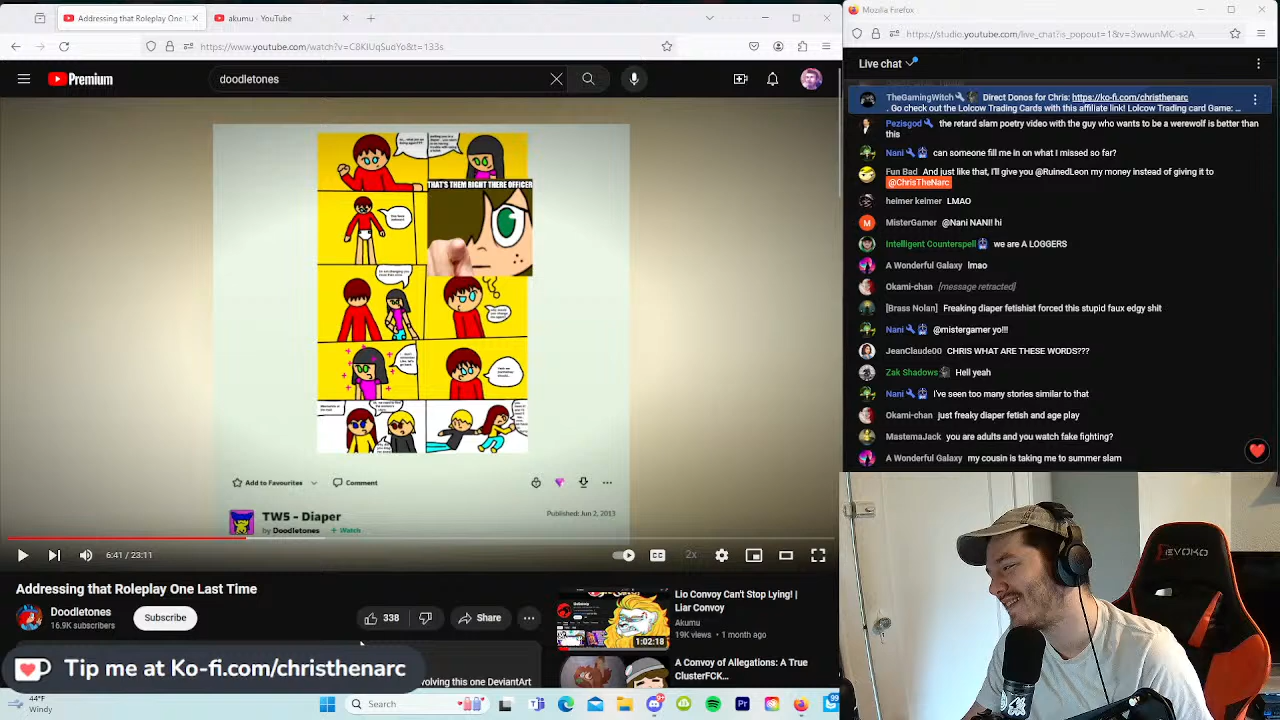 Addressing that Roleplay One L
akumu - YouTube
https://www.youtube.com/watch?v=C8KIUqSuoYo&t=133s
Premium
doodletones
THAT'S THEM RIGHT THERE OFFICER
Add to Favourites
Comment
TW5 - Diaper
by Doodletones + Watch
Published: Jun 2, 2013
6:41 / 23:11
CC
2x
Addressing that Roleplay One Last Time
Doodletones
16.9K subscribers
Subscribe
338
Share
Lio Convoy Can't Stop Lying! |
Liar Convoy
Akumu
19K views • 1 month ago
1:02:18
A Convoy of Allegations: A True
ClusterFCK...
Tip me at Ko-fi.com/christhenarc
volving this one DeviantArt
44°F
Windy
Search
Mozilla Firefox
https://studio.youtube.com/live_chat?is_popout=1&v=3wwunMC-s2A
Live chat
TheGamingWitch Direct Donos for Chris: https://ko-fi.com/christhenarc
. Go check out the Lolcow Trading Cards with this affiliate link! Lolcow Trading card Game: ...
Pezisgod the retard slam poetry video with the guy who wants to be a werewolf is better than
this
Nani can someone fill me in on what I missed so far?
Fun Bad And just like that, I'll give you @RuinedLeon my money instead of giving it to
@ChrisTheNarc
heimer keimer LMAO
MisterGamer @Nani NANI! hi
Intelligent Counterspell we are A LOGGERS
A Wonderful Galaxy lmao
Okami-chan [message retracted]
[Brass Nolan] Freaking diaper fetishist forced this stupid faux edgy shit
Nani @mistergamer yo!!!
JeanClaude00 CHRIS WHAT ARE THESE WORDS???
Zak Shadows Hell yeah
Nani I've seen too many stories similar to that
Okami-chan just freaky diaper fetish and age play
MastemaJack you are adults and you watch fake fighting?
A Wonderful Galaxy my cousin is taking me to summer slam
EVOKO